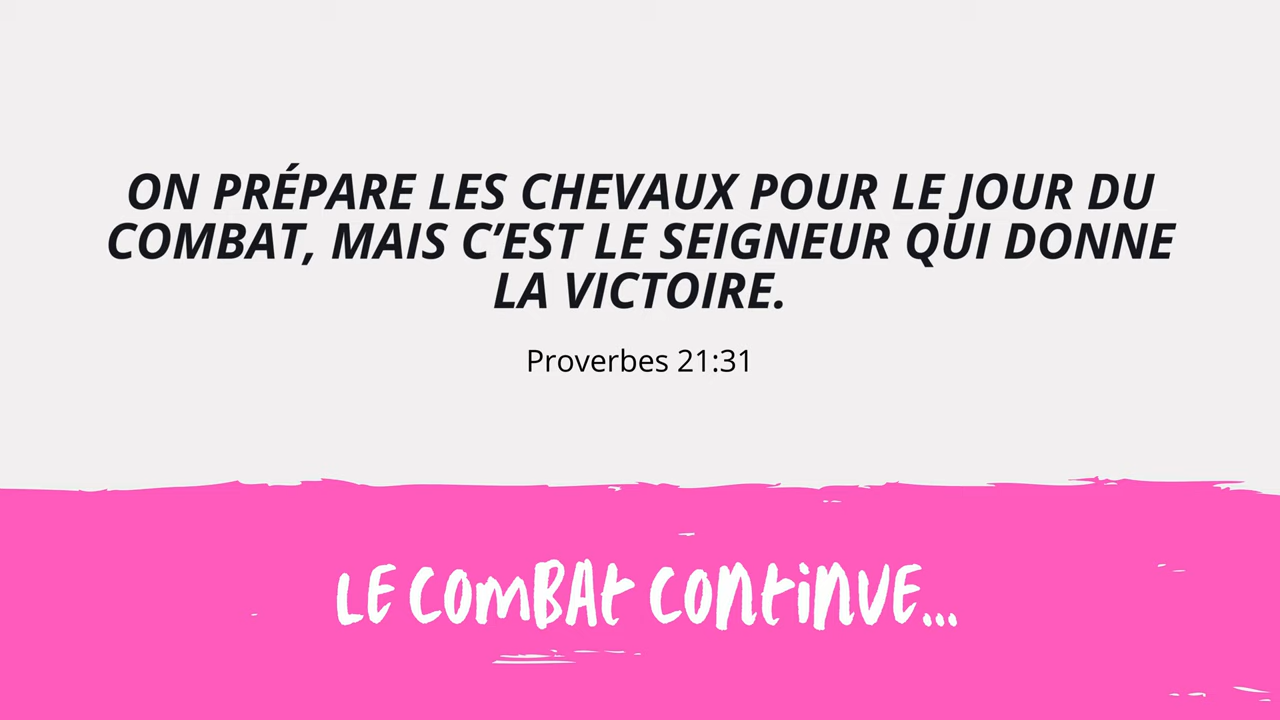 ON PRÉPARE LES CHEVAUX POUR LE JOUR DU
COMBAT, MAIS C’EST LE SEIGNEUR QUI DONNE
LA VICTOIRE.
Proverbes 21:31
LE COMBAT CONTINUE...